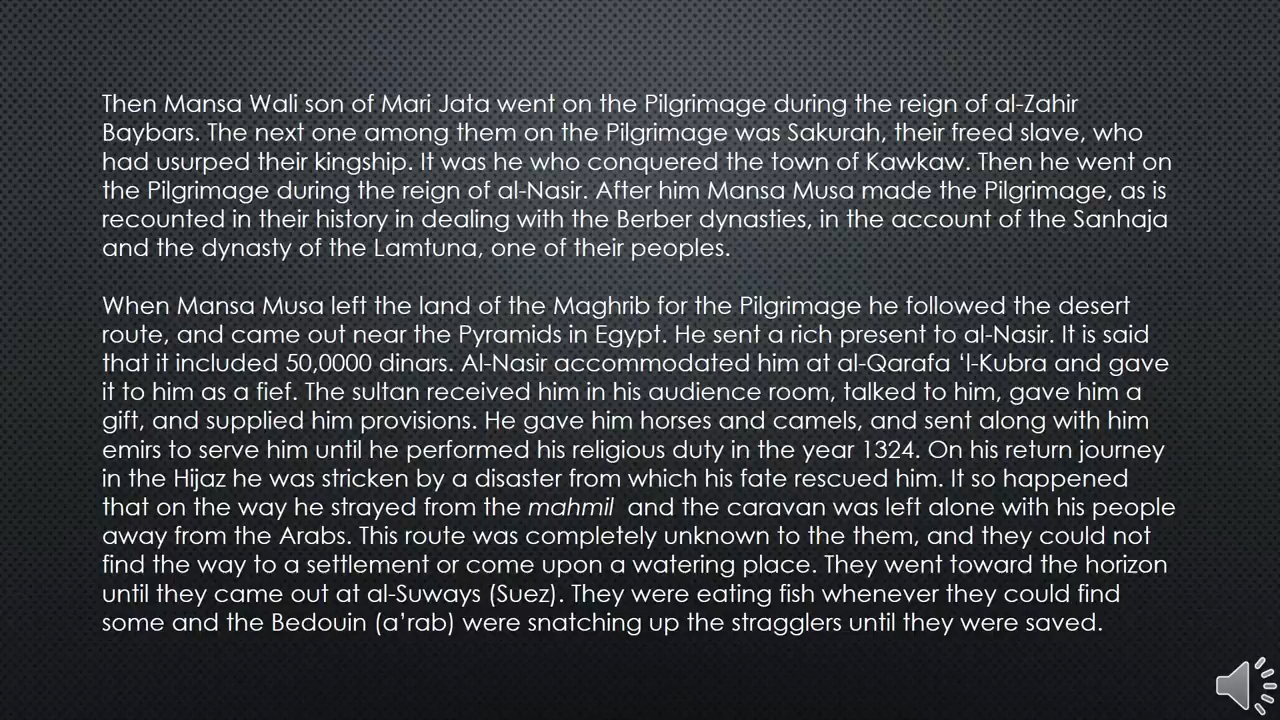 Then Mansa Wali son of Mari Jata went on the Pilgrimage during the reign of al-Zahir
Baybars. The next one among them on the Pilgrimage was Sakurah, their freed slave, who
had usurped their kingship. It was he who conquered the town of Kawkaw. Then he went on
the Pilgrimage during the reign of al-Nasir. After him Mansa Musa made the Pilgrimage, as is
recounted in their history in dealing with the Berber dynasties, in the account of the Sanhaja
and the dynasty of the Lamtuna, one of their peoples.
When Mansa Musa left the land of the Maghrib for the Pilgrimage he followed the desert
route, and came out near the Pyramids in Egypt. He sent a rich present to al-Nasir. It is said
that it included 50,0000 dinars. Al-Nasir accommodated him at al-Qarafa ‘l-Kubra and gave
it to him as a fief. The sultan received him in his audience room, talked to him, gave him a
gift, and supplied him provisions. He gave him horses and camels, and sent along with him
emirs to serve him until he performed his religious duty in the year 1324. On his return journey
in the Hijaz he was stricken by a disaster from which his fate rescued him. It so happened
that on the way he strayed from the mahmil and the caravan was left alone with his people
away from the Arabs. This route was completely unknown to the them, and they could not
find the way to a settlement or come upon a watering place. They went toward the horizon
until they came out at al-Suways (Suez). They were eating fish whenever they could find
some and the Bedouin (a’rab) were snatching up the stragglers until they were saved.